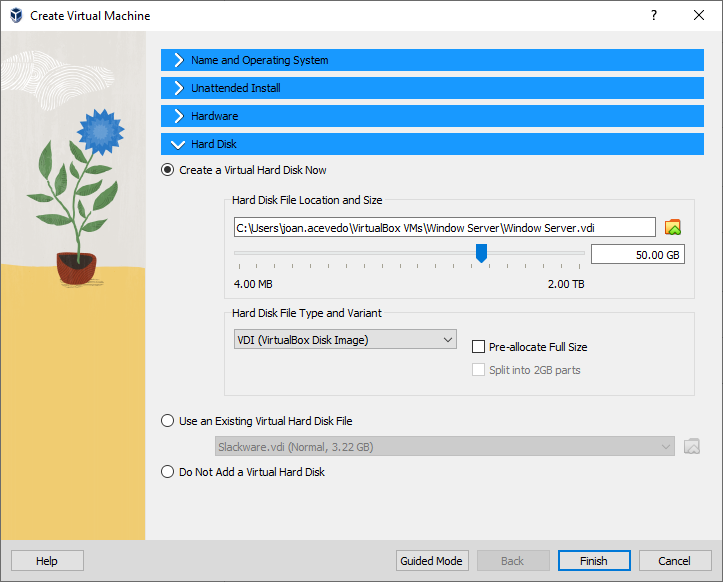 Create Virtual Machine
?
Name and Operating System
Unattended Install
Hardware
Hard Disk
Create a Virtual Hard Disk Now
Hard Disk File Location and Size
C:\Users\joan.acevedo\VirtualBox VMs\Window Server\Window Server.vdi
50.00 GB
4.00 MB 2.00 TB
Hard Disk File Type and Variant
VDI (VirtualBox Disk Image)
Pre-allocate Full Size
Split into 2GB parts
Use an Existing Virtual Hard Disk File
Slackware.vdi (Normal, 3.22 GB)
Do Not Add a Virtual Hard Disk
Help Guided Mode Back Finish Cancel